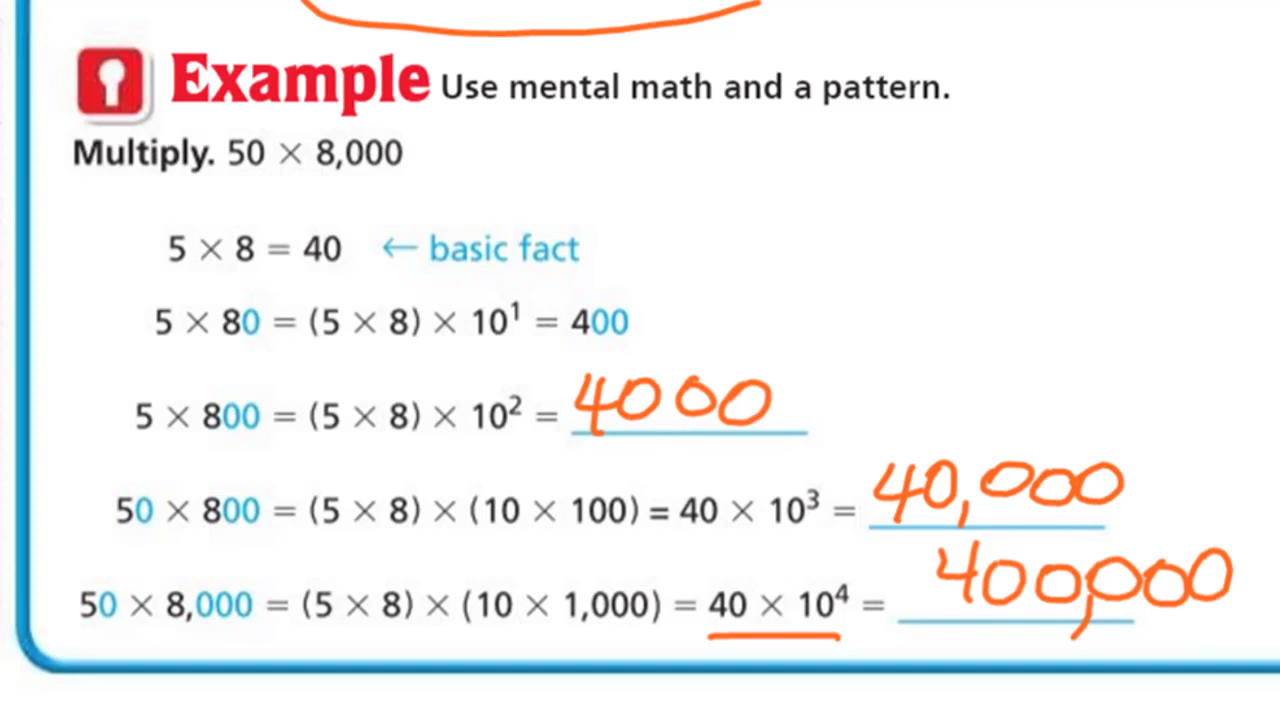 Example Use mental math and a pattern.
Multiply. 50 × 8,000
5 × 8 = 40 ← basic fact
5 × 80 = (5 × 8) × 10¹ = 400
5 × 800 = (5 × 8) × 10² = 4000
50 × 800 = (5 × 8) × (10 × 100) = 40 × 10³ = 40,000
50 × 8,000 = (5 × 8) × (10 × 1,000) = 40 × 10⁴ = 400,000